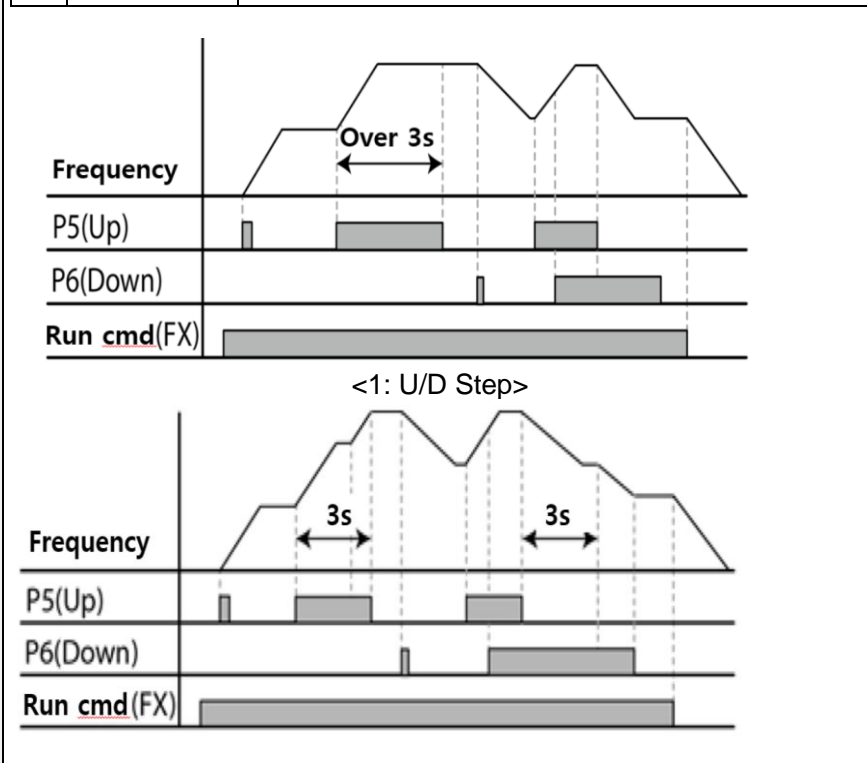 Over 3s
Frequency
P5(Up)
P6(Down)
Run cmd(FX)
<1: U/D Step>
3s 3s
Frequency
P5(Up)
P6(Down)
Run cmd(FX)